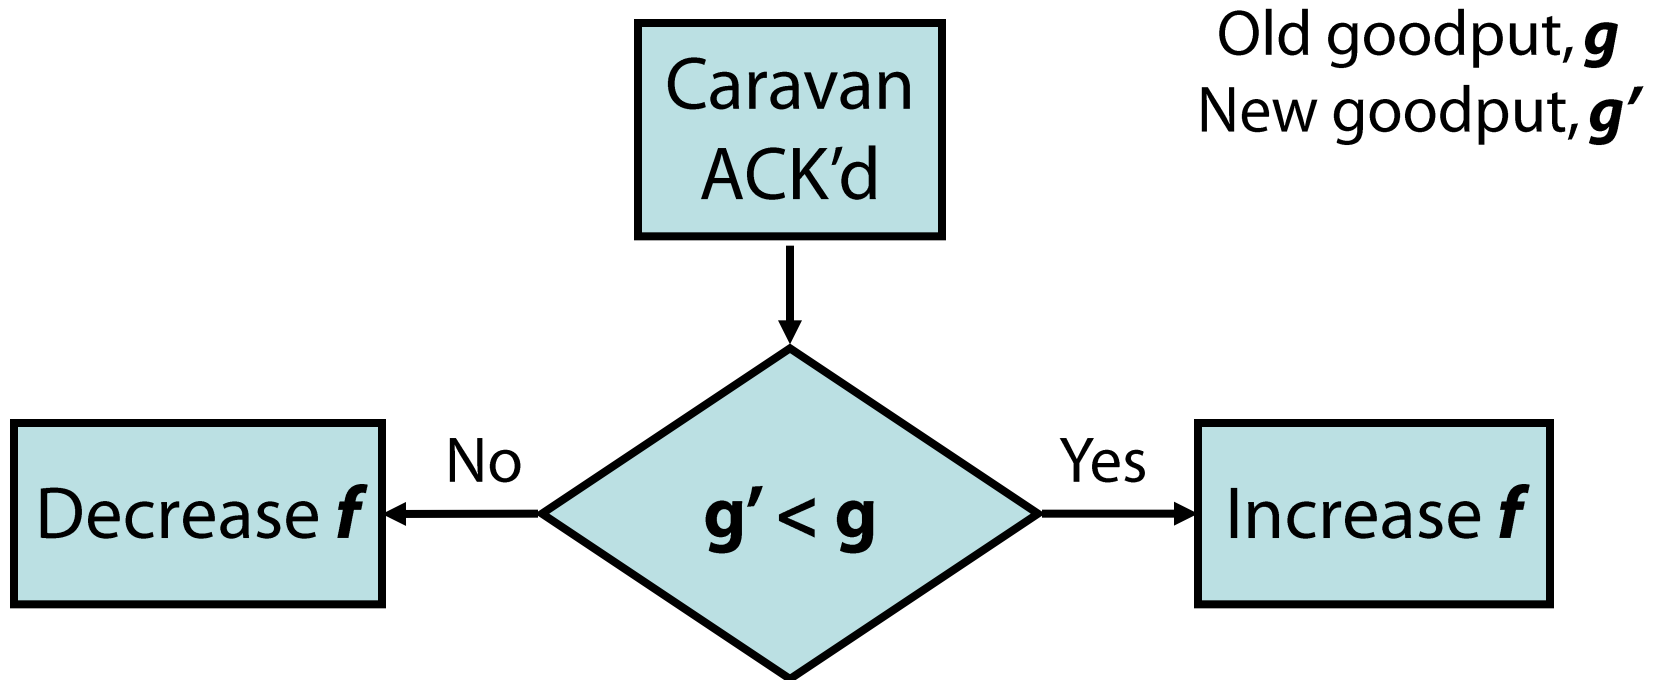 Old goodput, g
New goodput, g’
Caravan
ACK’d
No
Yes
Decrease f
g’ < g
Increase f